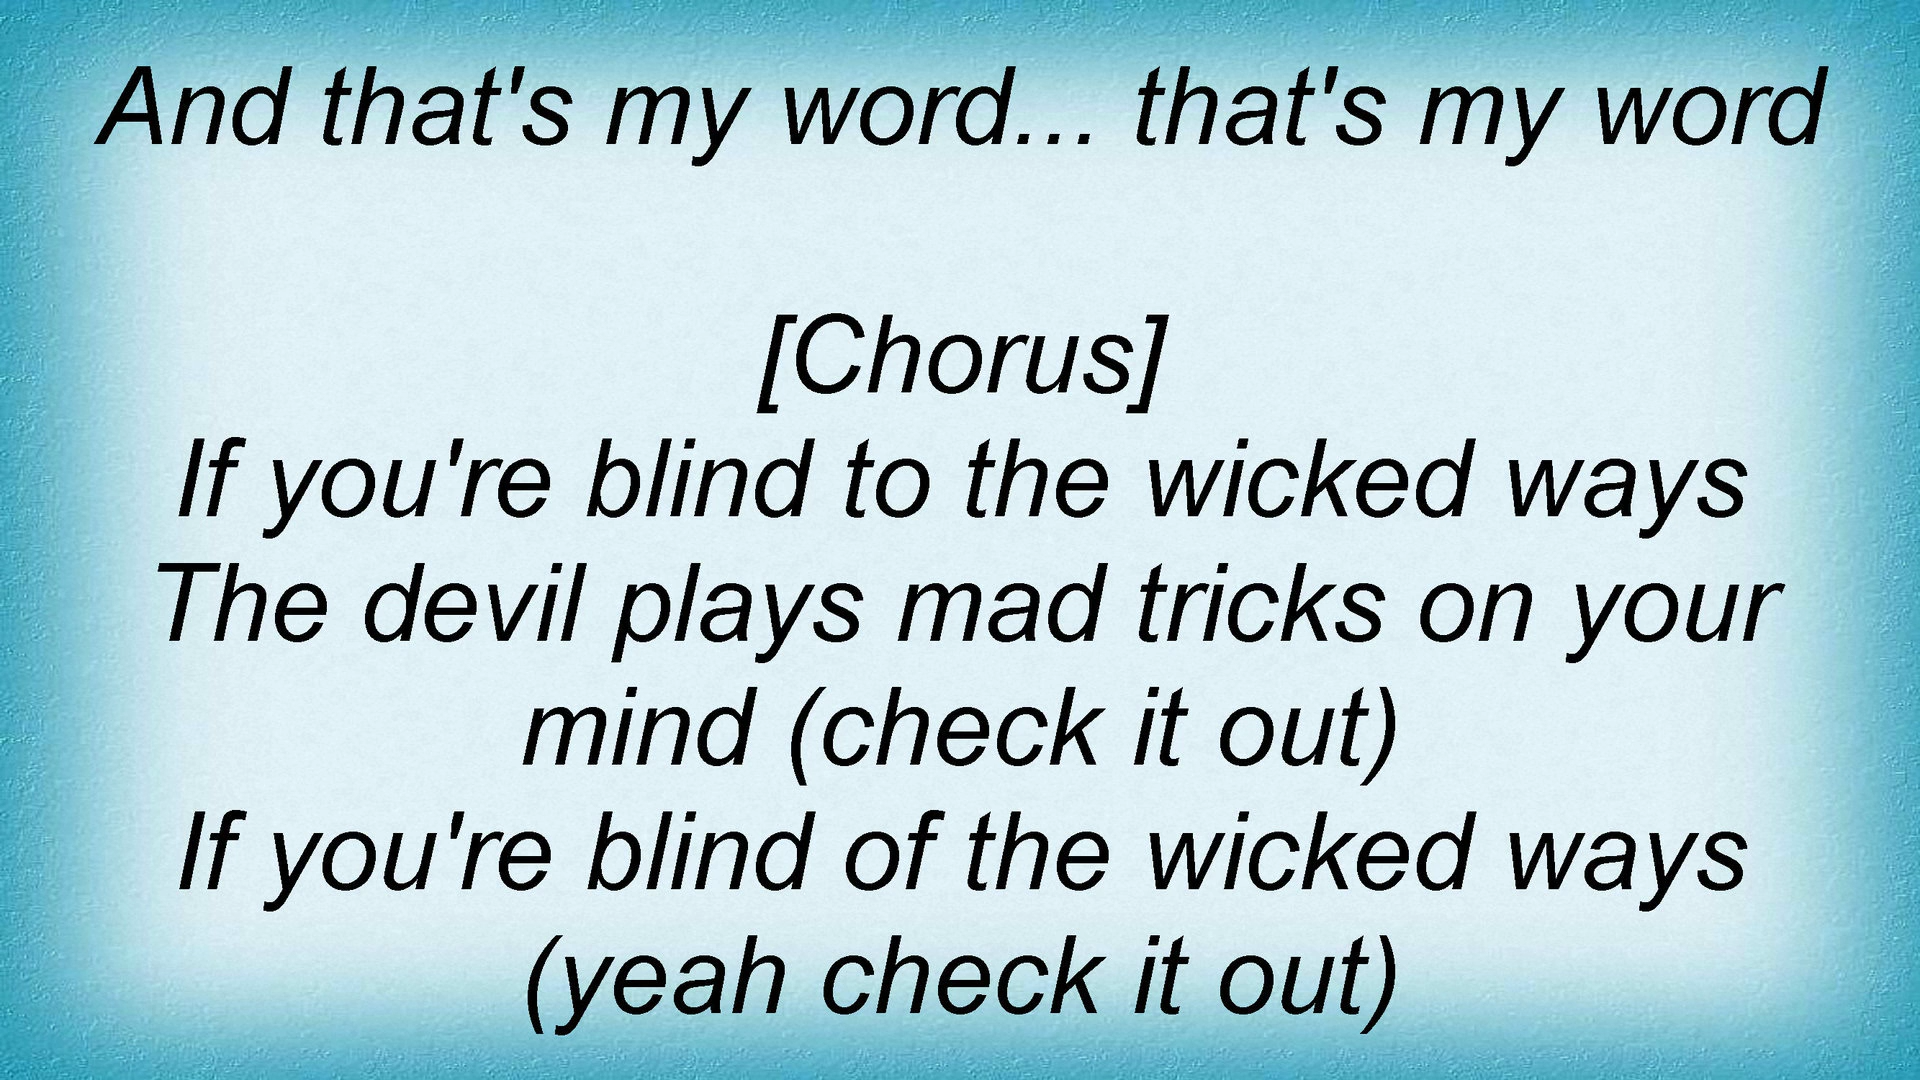 And that's my word... that's my word
[Chorus]
If you're blind to the wicked ways
The devil plays mad tricks on your
mind (check it out)
If you're blind of the wicked ways
(yeah check it out)